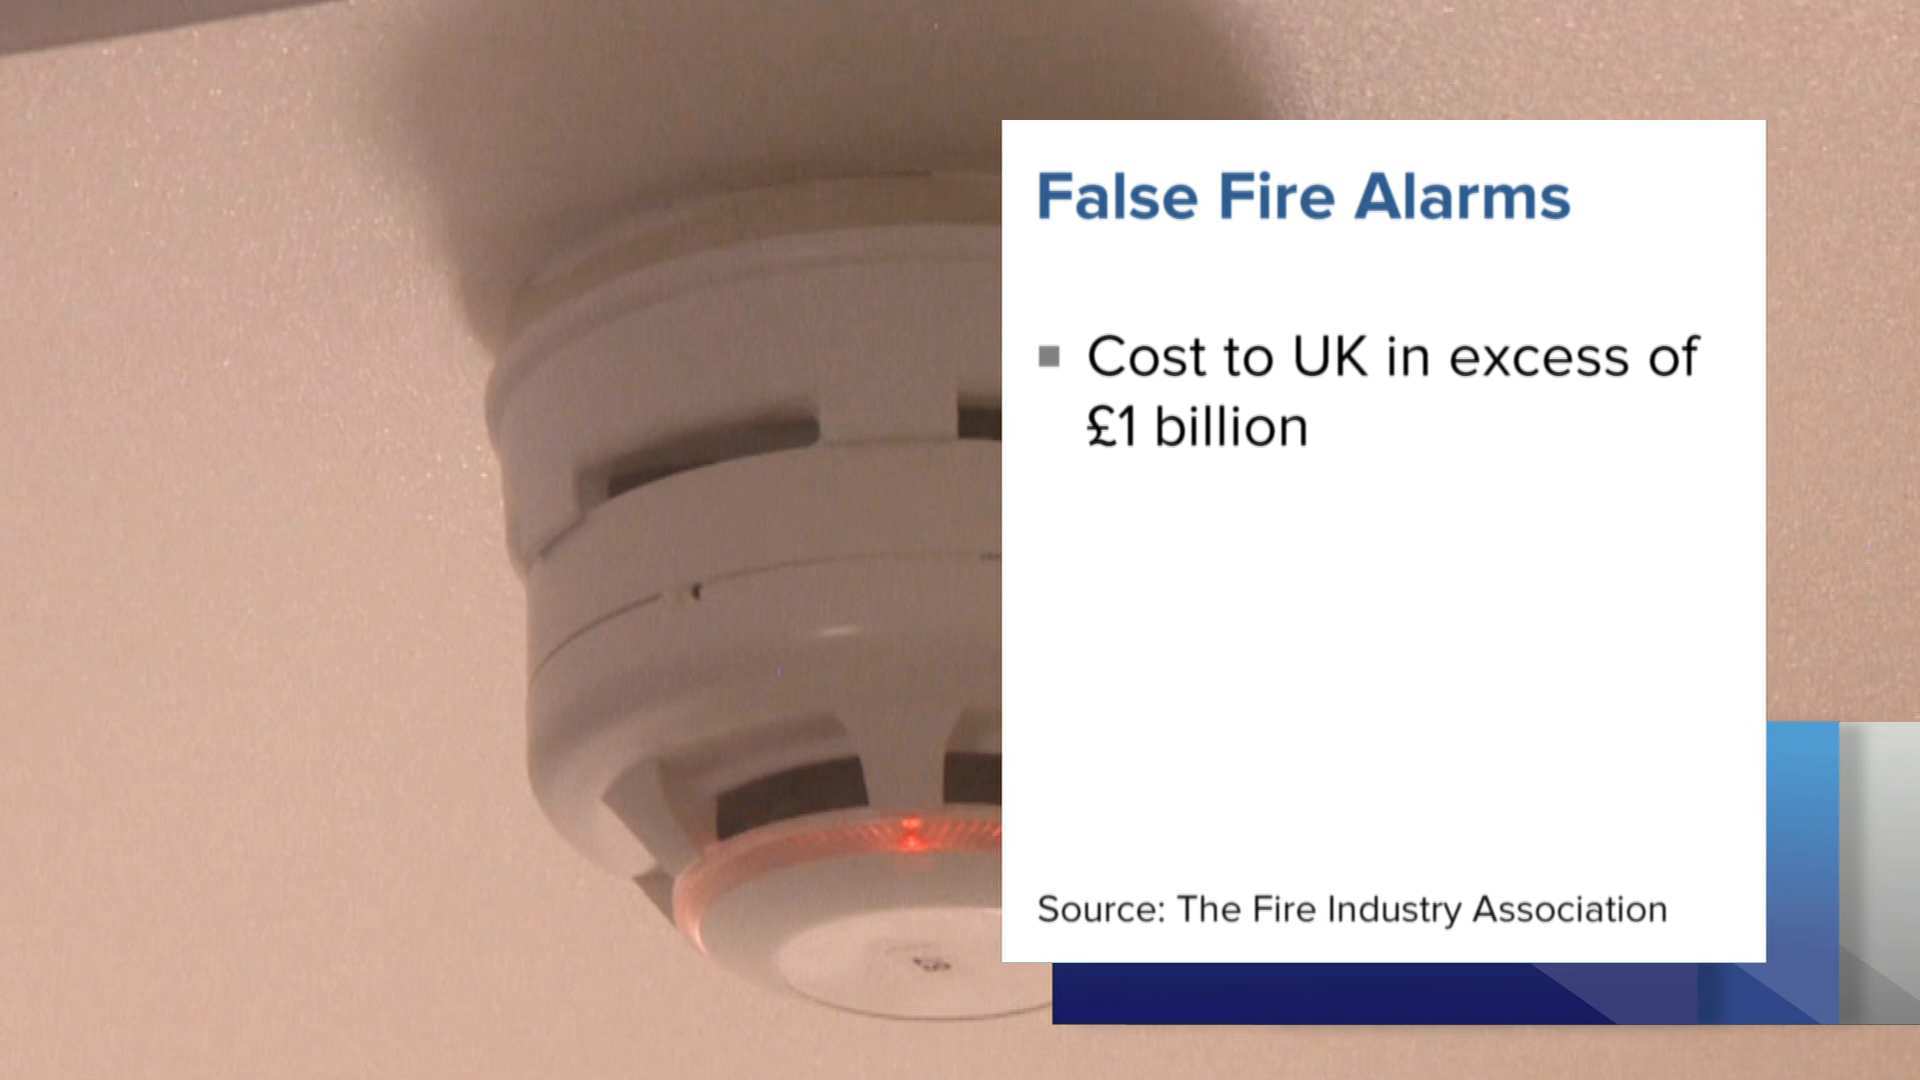 False Fire Alarms
Cost to UK in excess of
£1 billion
Source: The Fire Industry Association